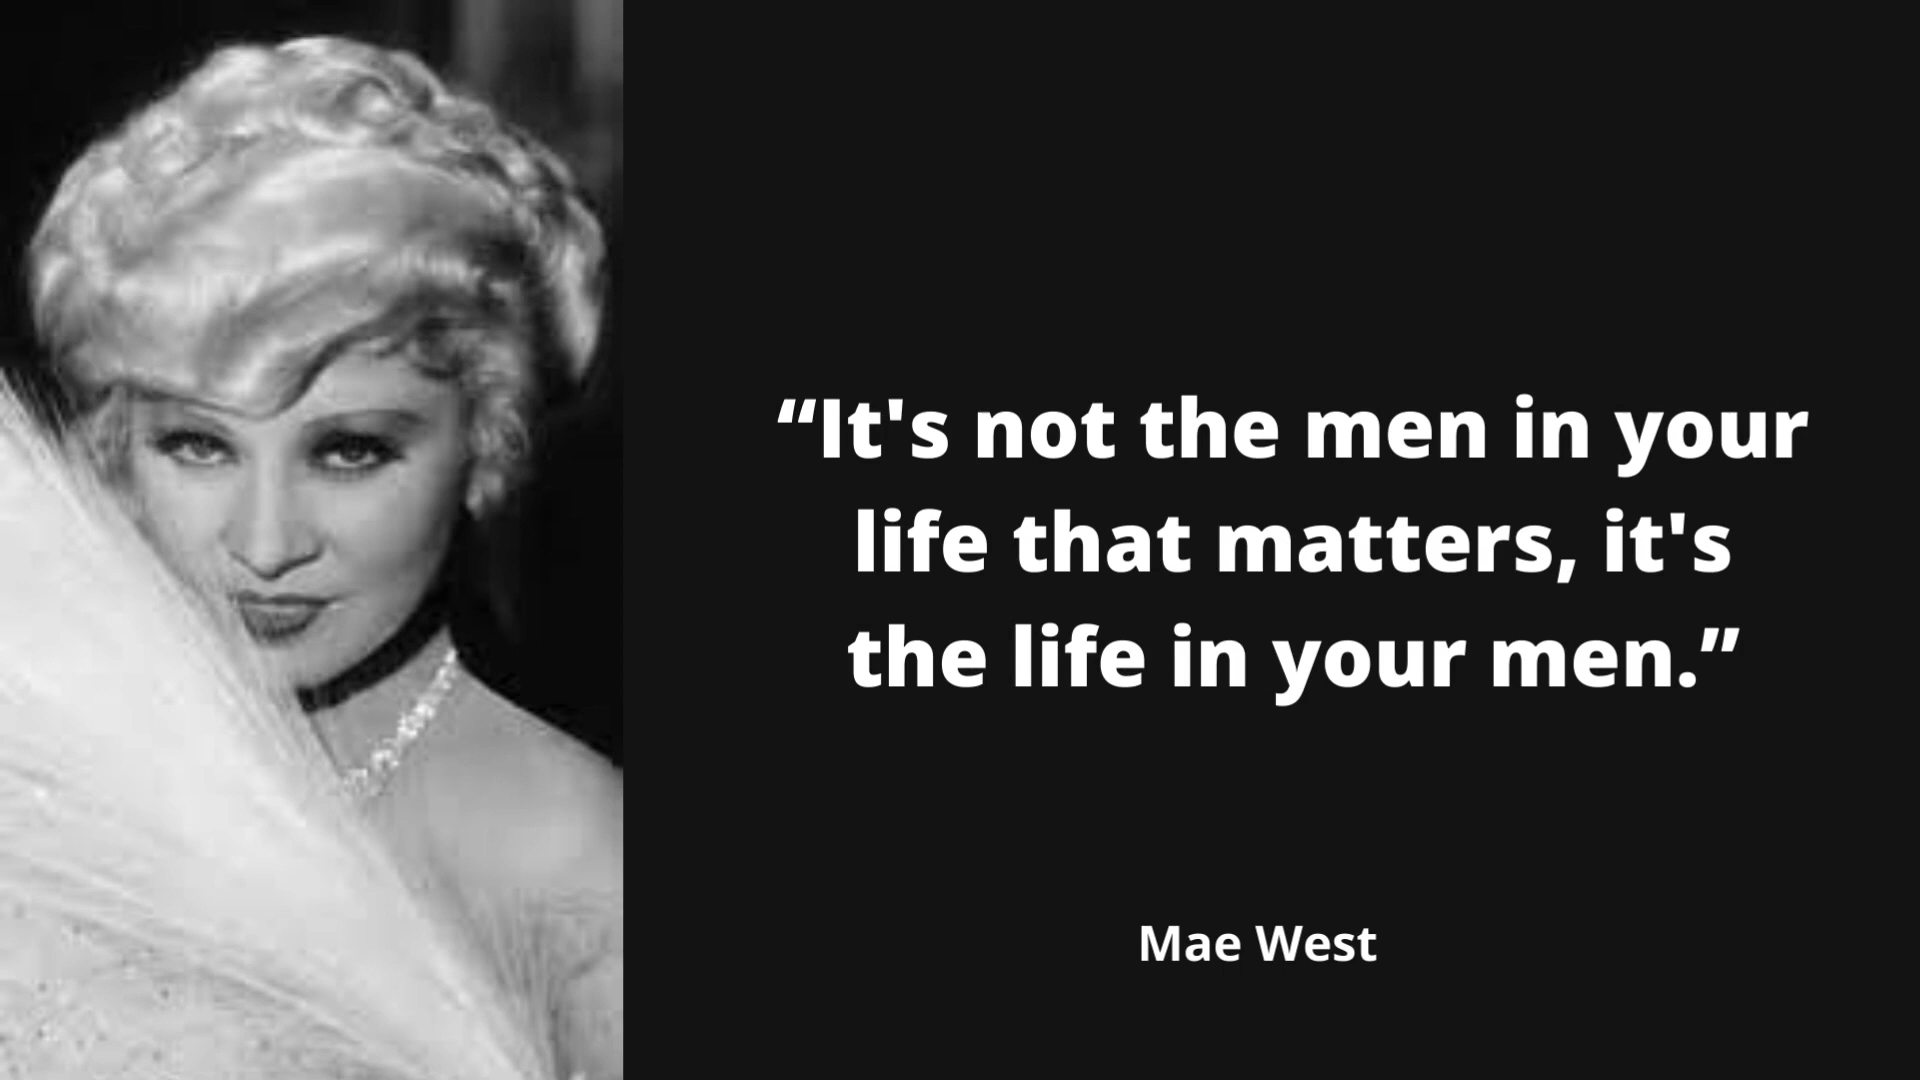 “It's not the men in your
life that matters, it's
the life in your men.”
Mae West